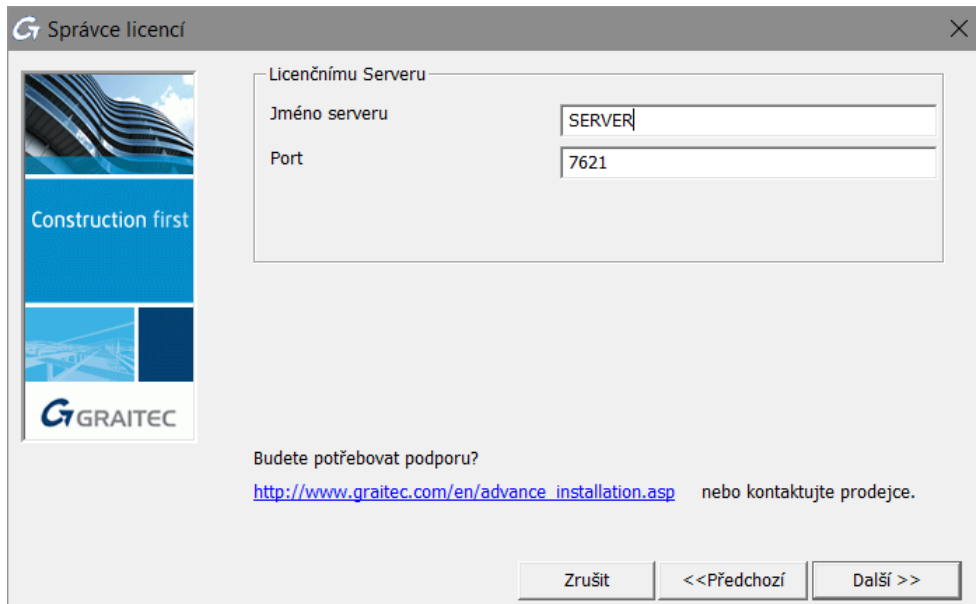 Správce licencí
Construction first
GRAITEC
Licenčnímu Serveru
Jméno serveru SERVER
Port 7621
Budete potřebovat podporu?
http://www.graitec.com/en/advance_installation.asp nebo kontaktujte prodejce.
Zrušit <<Předchozí Další >>